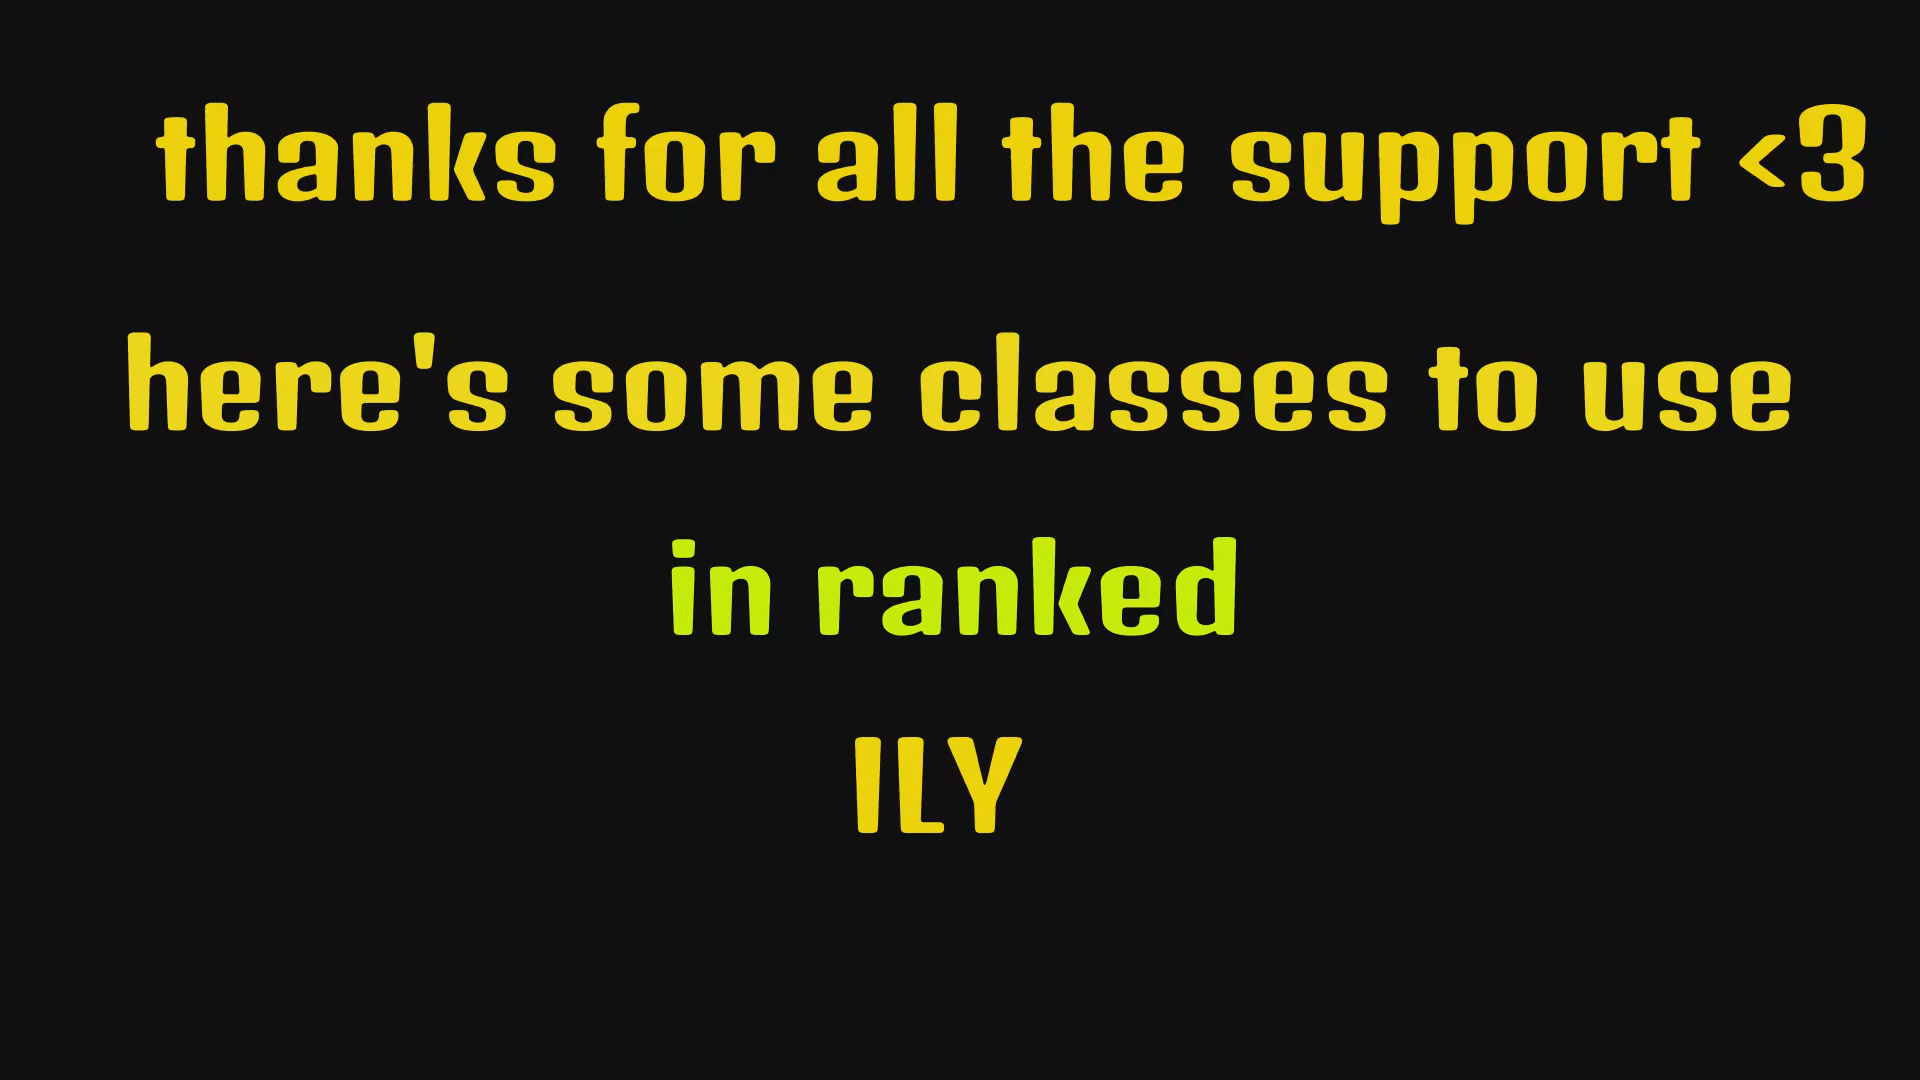 thanks for all the support <3
here's some classes to use
in ranked
ILY